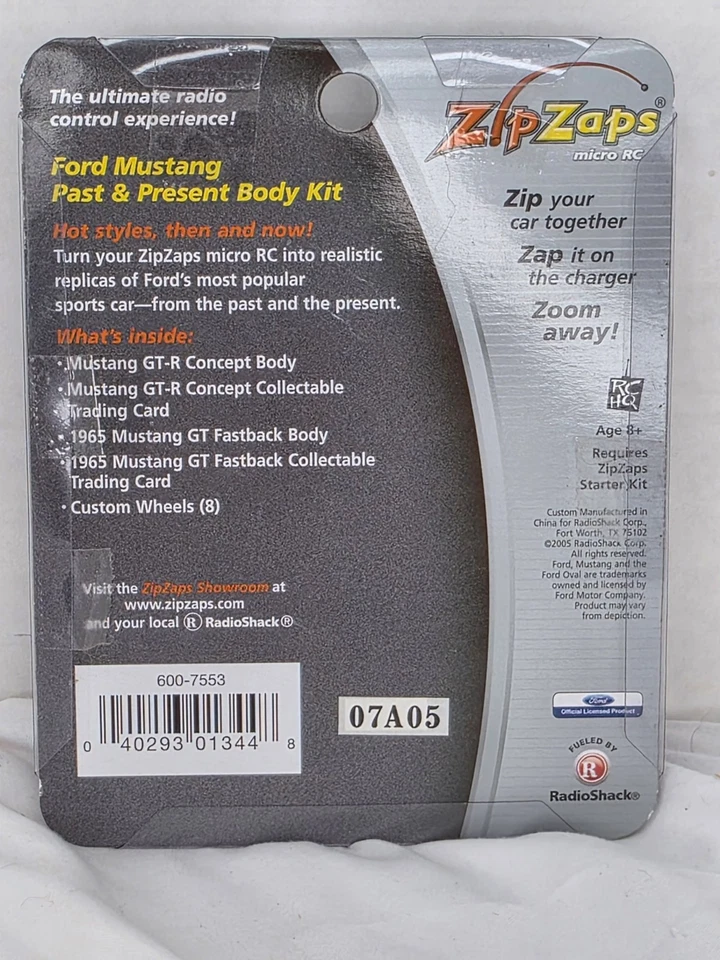 The ultimate radio
control experience!
Ford Mustang
Past & Present Body Kit
Hot styles, then and now!
Turn your ZipZaps micro RC into realistic
replicas of Ford's most popular
sports car—from the past and the present.
What's inside:
• Mustang GT-R Concept Body
• Mustang GT-R Concept Collectable
Trading Card
• 1965 Mustang GT Fastback Body
• 1965 Mustang GT Fastback Collectable
Trading Card
• Custom Wheels (8)
Visit the ZipZaps Showroom at
www.zipzaps.com
and your local R RadioShack®
600-7553
0 40293 01344 8
07A05
ZipZaps®
micro RC
Zip your
car together
Zap it on
the charger
Zoom
away!
RC
HQ
Age 8+
Requires
ZipZaps
Starter Kit
Custom Manufactured in
China for RadioShack Corp.,
Fort Worth, TX 76102
©2005 RadioShack Corp.
All rights reserved.
Ford, Mustang and the
Ford Oval are trademarks
owned and licensed by
Ford Motor Company.
Product may vary
from depiction.
Ford
Official Licensed Product
FUELED BY
R
RadioShack®